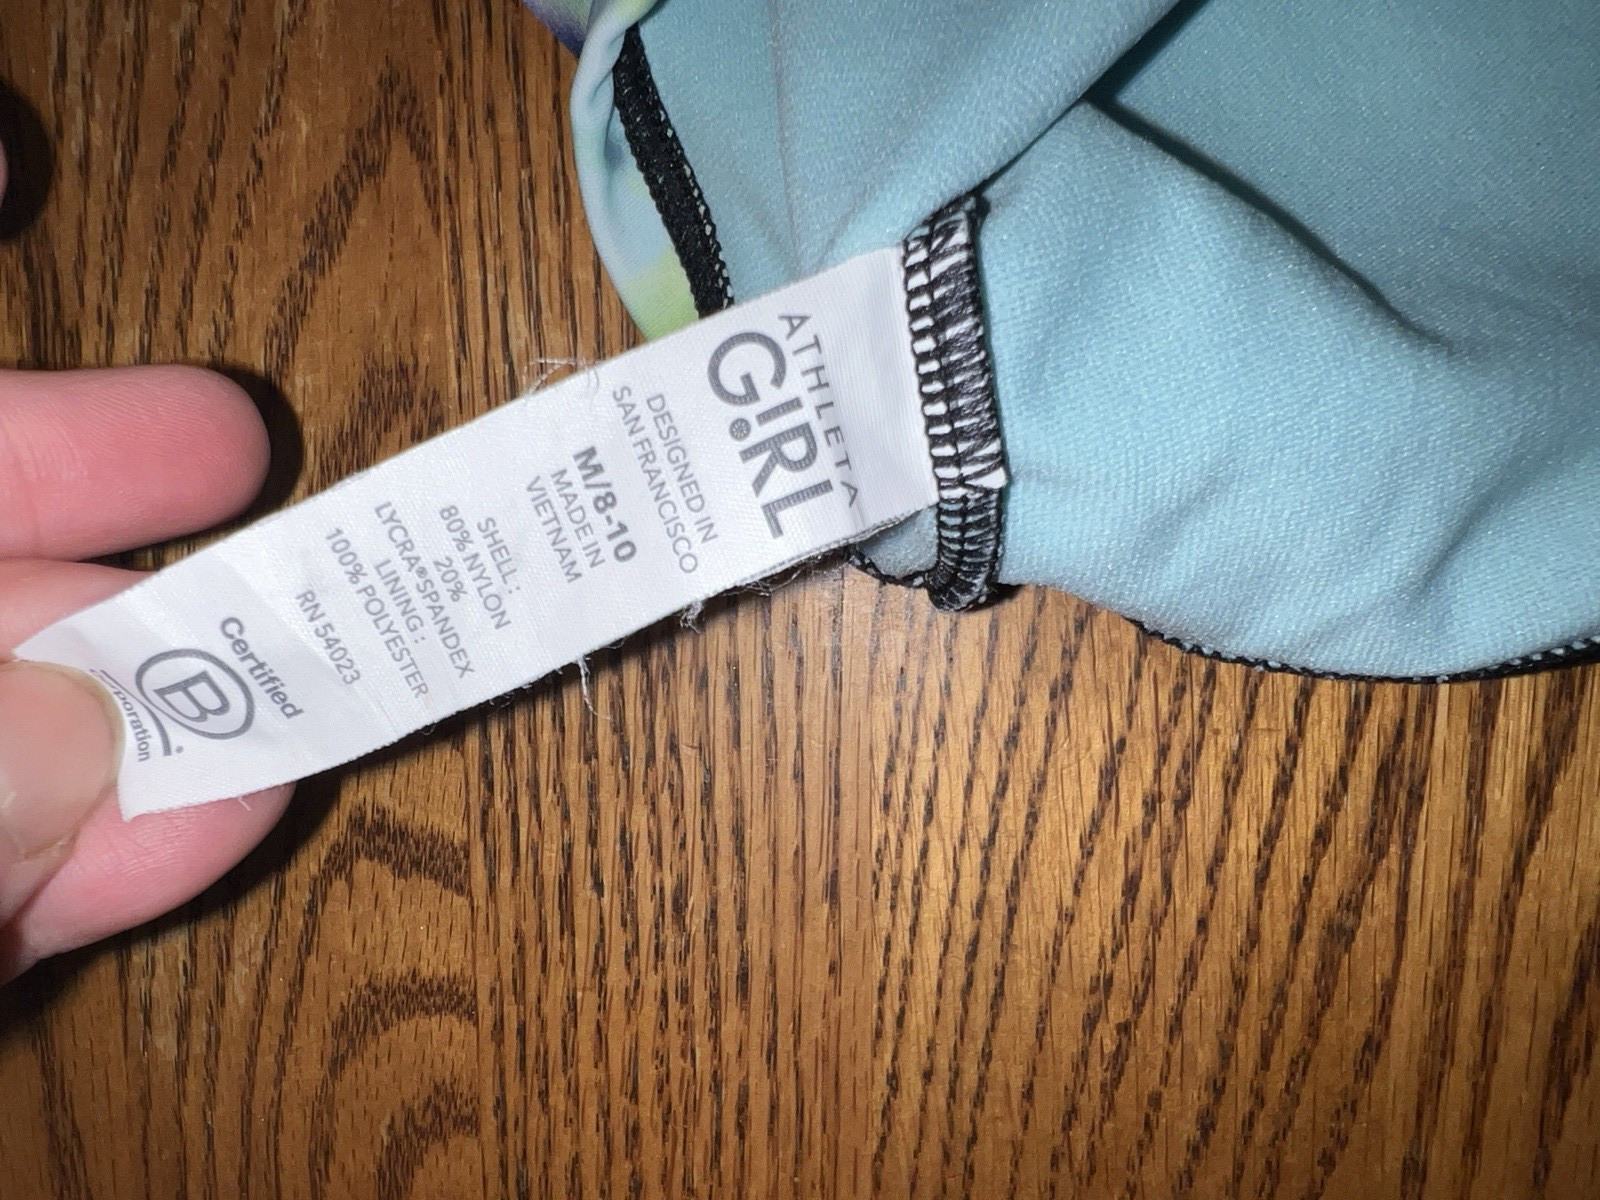 ATHLETA
GIRL
DESIGNED IN
SAN FRANCISCO
M/8-10
MADE IN
VIETNAM
SHELL:
80% NYLON
20%
LYCRA® SPANDEX
LINING:
100% POLYESTER
RN 54023
Certified
B
rporation